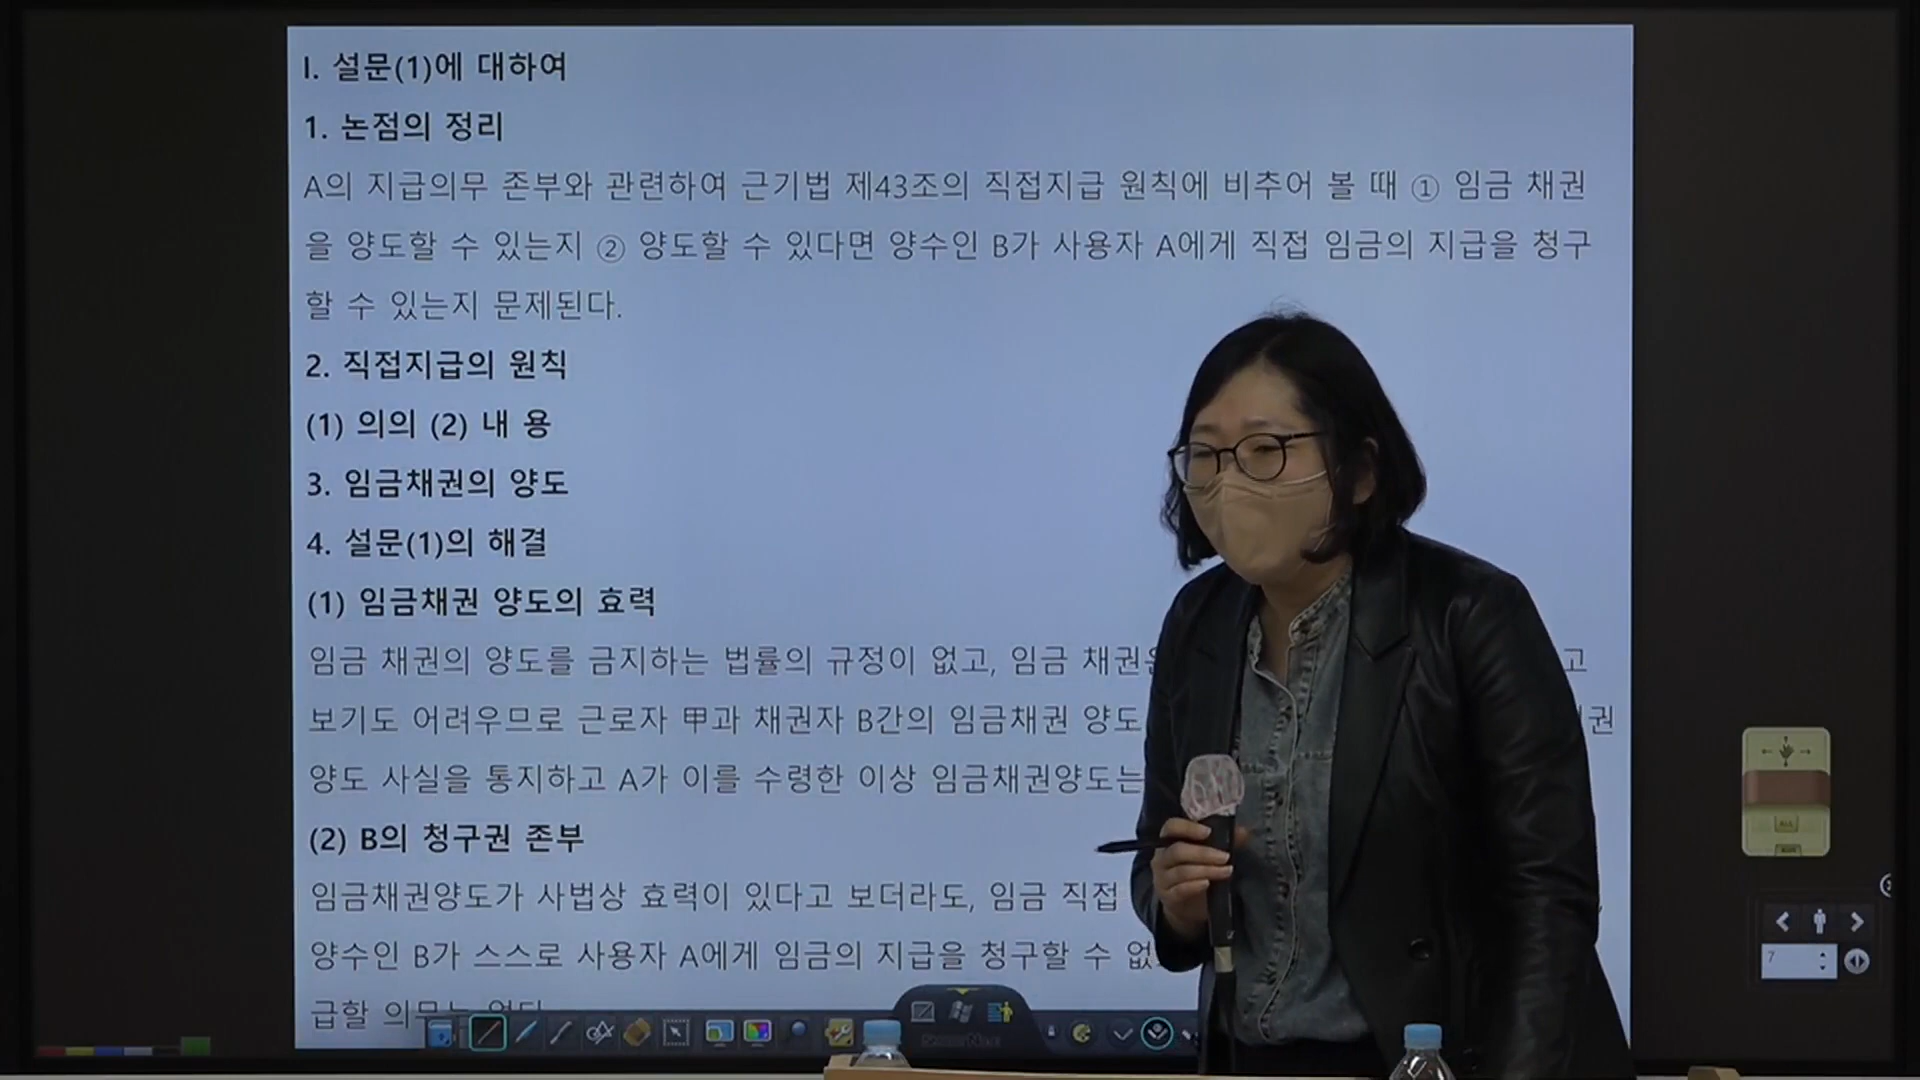 I. 설문(1)에 대하여
1. 논점의 정리
A의 지급의무 존부와 관련하여 근기법 제43조의 직접지급 원칙에 비추어 볼 때 ① 임금 채권
을 양도할 수 있는지 ② 양도할 수 있다면 양수인 B가 사용자 A에게 직접 임금의 지급을 청구
할 수 있는지 문제된다.
2. 직접지급의 원칙
(1) 의의 (2) 내 용
3. 임금채권의 양도
4. 설문(1)의 해결
(1) 임금채권 양도의 효력
임금 채권의 양도를 금지하는 법률의 규정이 없고, 임금 고
보기도 어려우므로 근로자 甲과 채권자 B간의 임금채권 양도 권
양도 사실을 통지하고 A가 이를 수령한 이상 임금채권양도는
(2) B의 청구권 존부
임금채권양도가 사법상 효력이 있다고 보더라도, 임금 직접
양수인 B가 스스로 사용자 A에게 임금의 지급을 청구할 수
급할
7